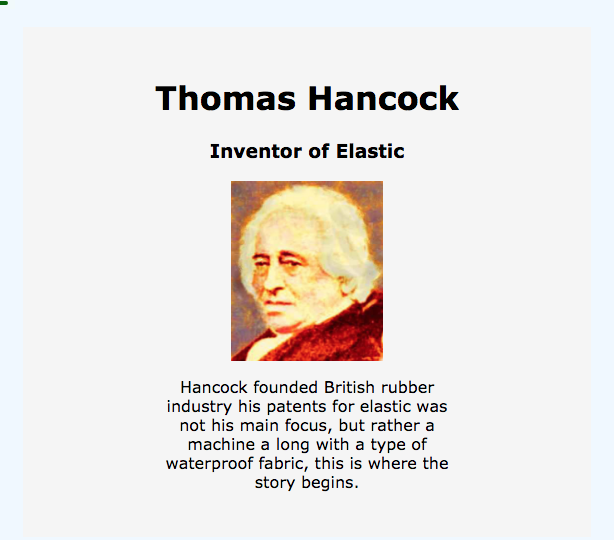 Thomas Hancock
Inventor of Elastic
Hancock founded British rubber
industry his patents for elastic was
not his main focus, but rather a
machine a long with a type of
waterproof fabric, this is where the
story begins.